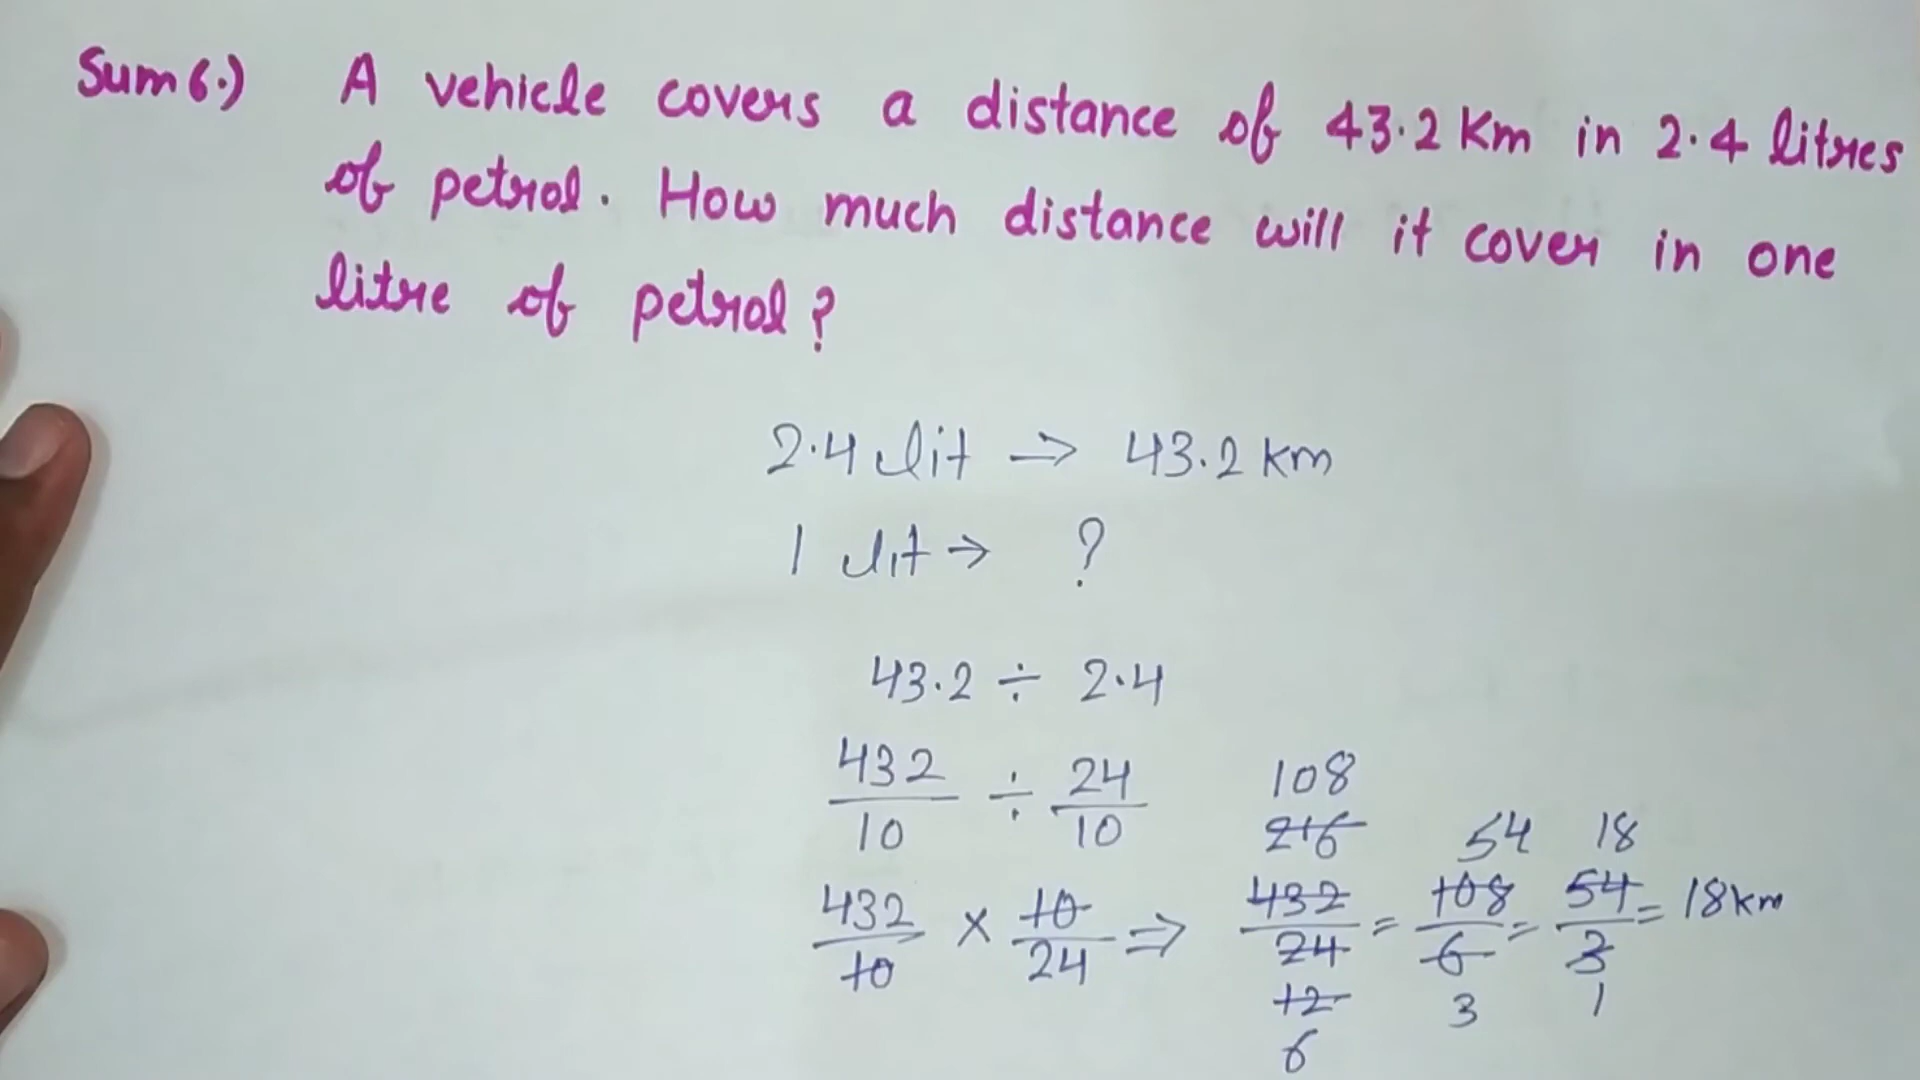 Sum 6.) A vehicle covers a distance of 43.2 Km in 2.4 litres
of petrol. How much distance will it cover in one
litre of petrol?
2.4 lit ⇒ 43.2 km
1 lit → ?
43.2 ÷ 2.4
432/10 ÷ 24/10
108
216 54 18
432/10 × 10/24 ⇒ 432/24 = 108/6 = 54/3 = 18km
12 3 1
6